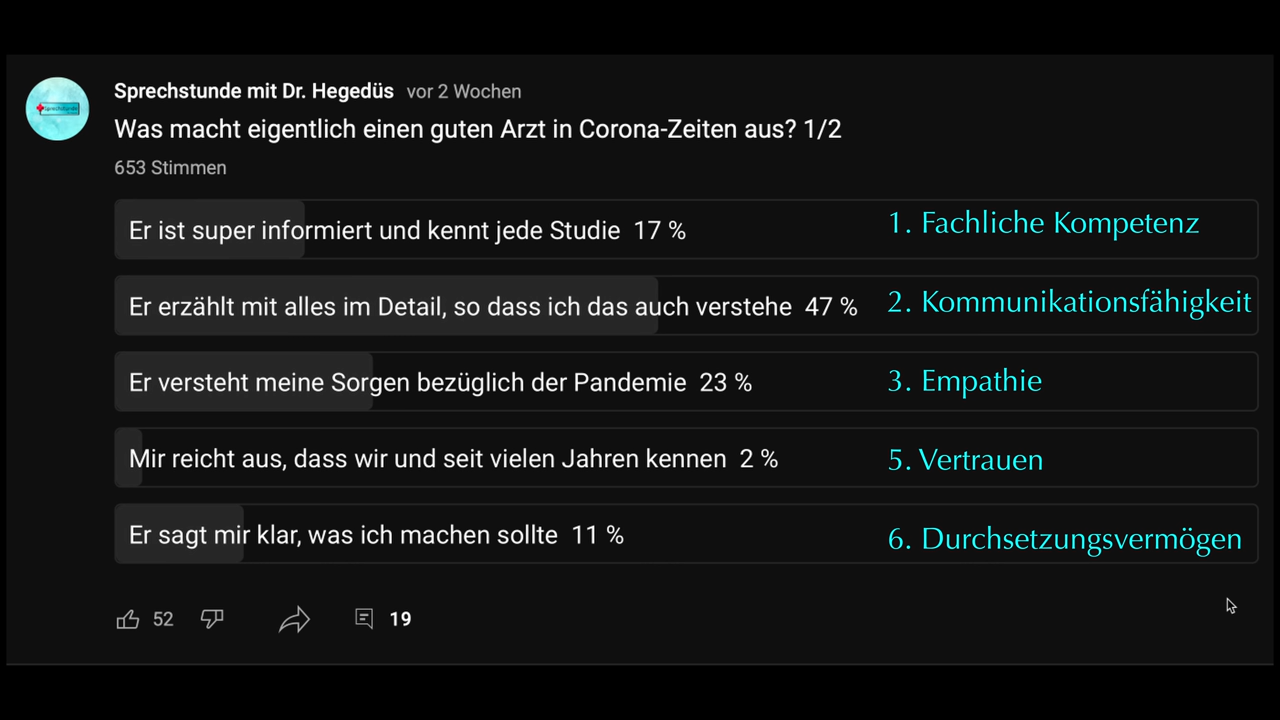 Sprechstunde
Sprechstunde mit Dr. Hegedüs vor 2 Wochen
Was macht eigentlich einen guten Arzt in Corona-Zeiten aus? 1/2
653 Stimmen
Er ist super informiert und kennt jede Studie 17 % 1. Fachliche Kompetenz
Er erzählt mit alles im Detail, so dass ich das auch verstehe 47 % 2. Kommunikationsfähigkeit
Er versteht meine Sorgen bezüglich der Pandemie 23 % 3. Empathie
Mir reicht aus, dass wir und seit vielen Jahren kennen 2 % 5. Vertrauen
Er sagt mir klar, was ich machen sollte 11 % 6. Durchsetzungsvermögen
52 19